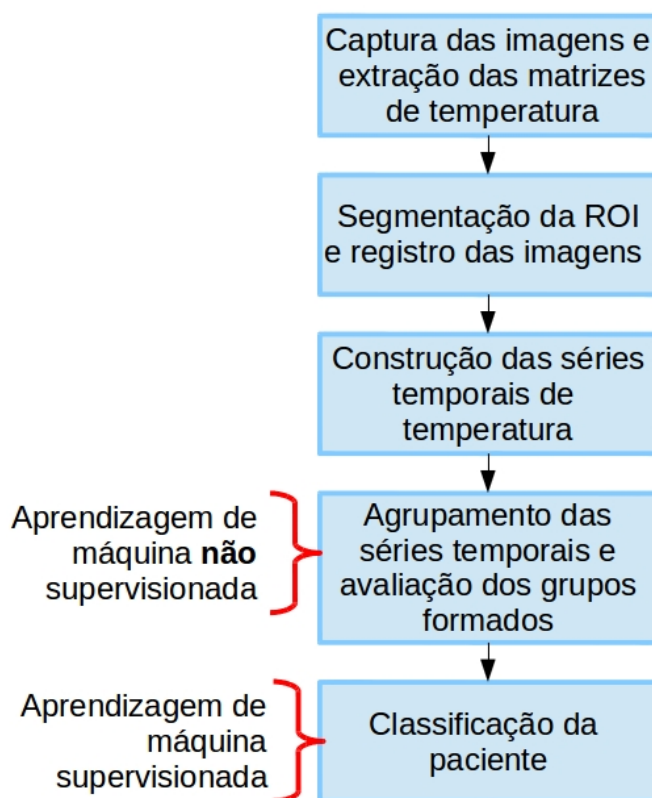 Captura das imagens e
extração das matrizes
de temperatura
Segmentação da ROI
e registro das imagens
Construção das séries
temporais de
temperatura
Aprendizagem de
máquina não
supervisionada
Agrupamento das
séries temporais e
avaliação dos grupos
formados
Aprendizagem de
máquina
supervisionada
Classificação da
paciente